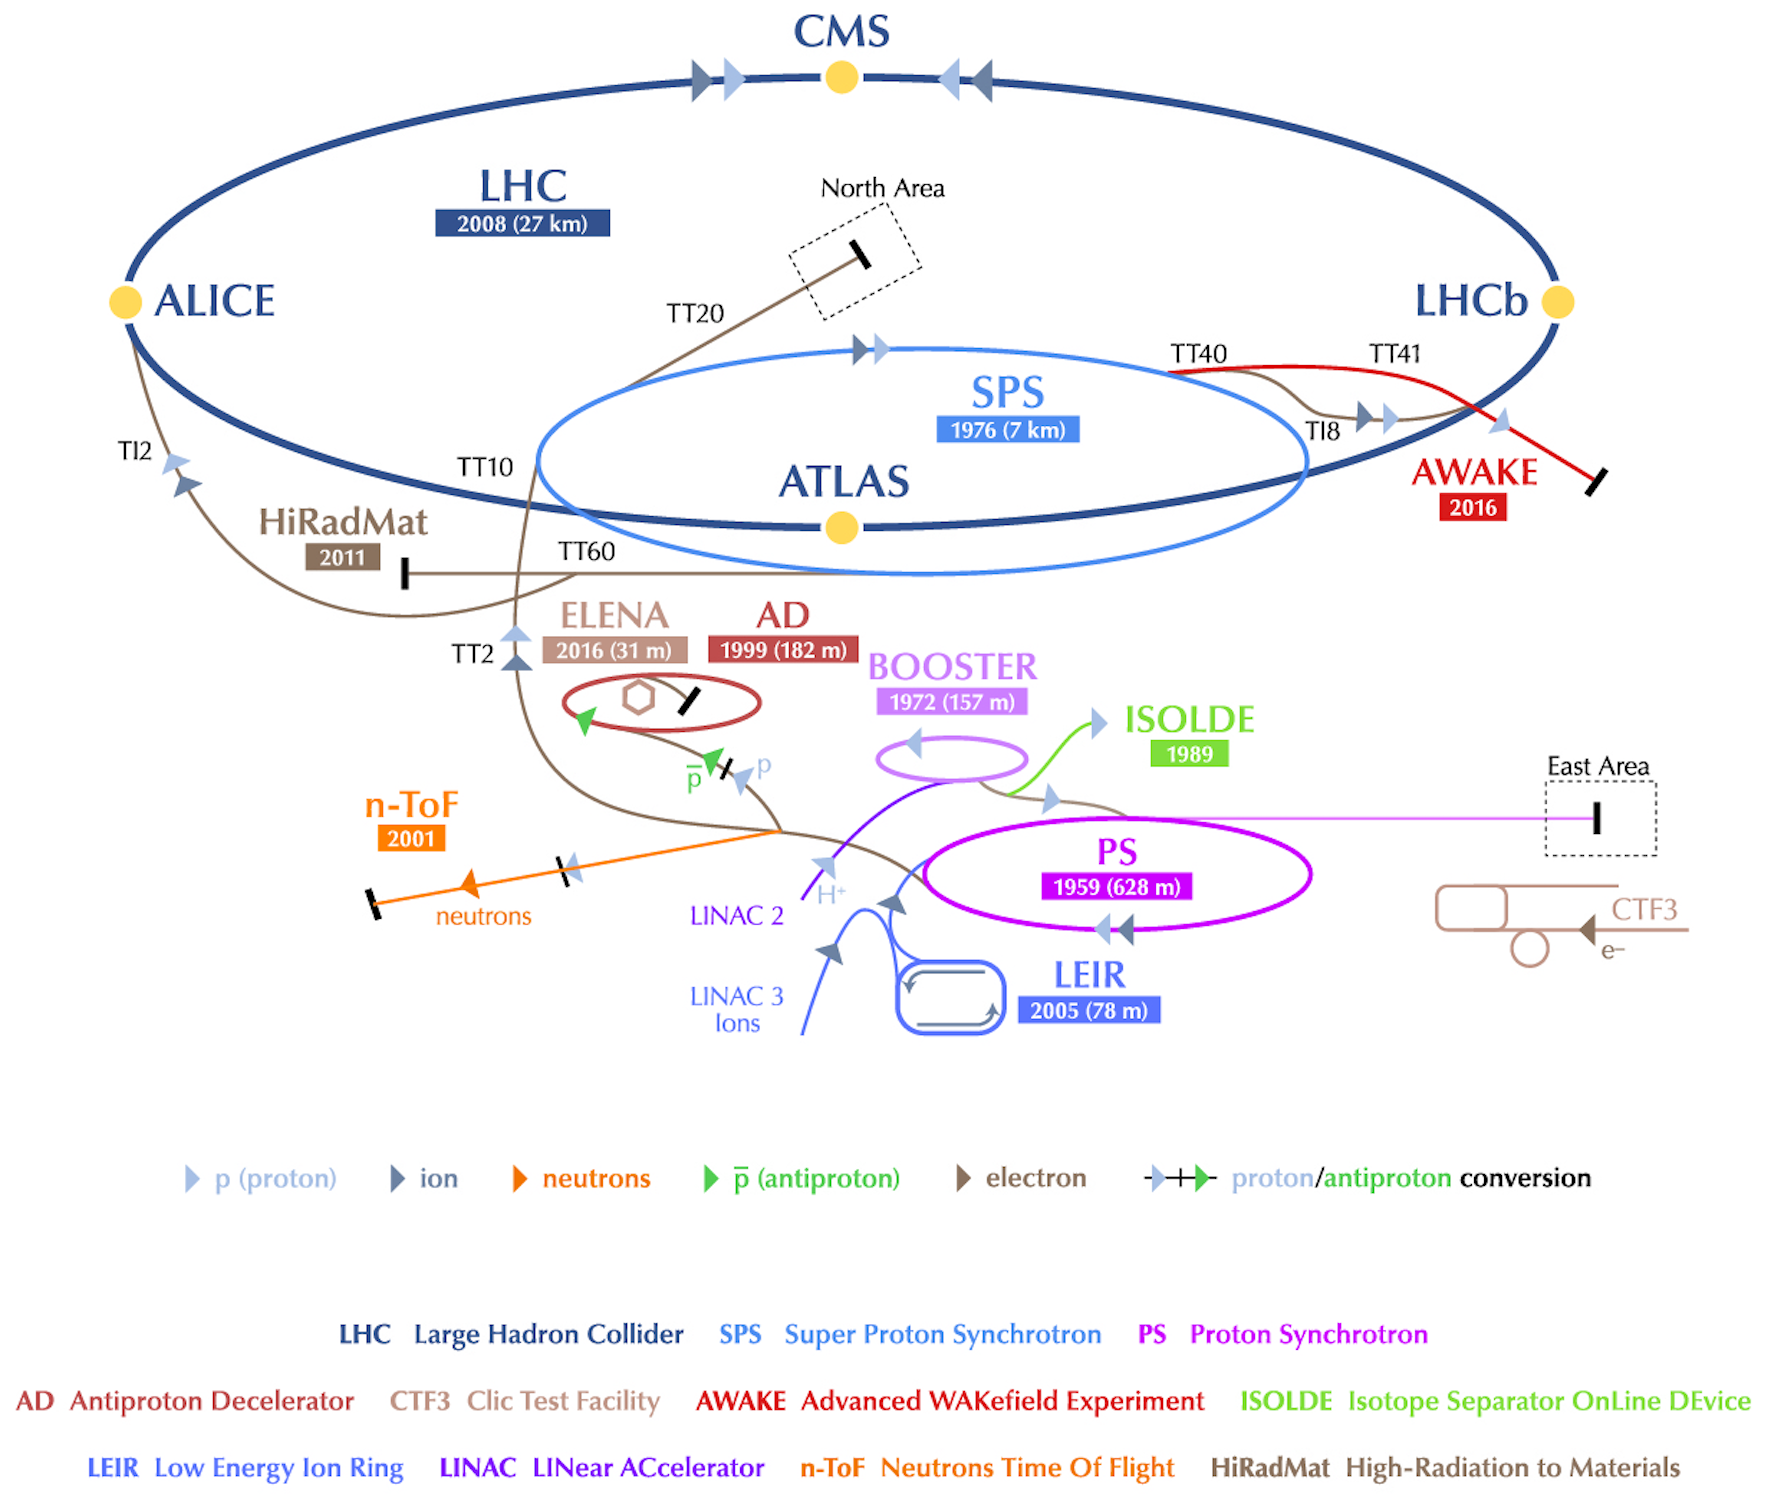 CMS
LHC
2008 (27 km)
North Area
ALICE
LHCb
TT20
TT40
TT41
SPS
1976 (7 km)
TI8
TI2
TT10
ATLAS
AWAKE
2016
HiRadMat
2011
TT60
ELENA
2016 (31 m)
AD
1999 (182 m)
TT2
BOOSTER
1972 (157 m)
ISOLDE
1989
p̅
p
East Area
n-ToF
2001
PS
1959 (628 m)
H⁺
neutrons
LINAC 2
CTF3
e–
LEIR
2005 (78 m)
LINAC 3
Ions
p (proton) ion neutrons p̅ (antiproton) electron proton/antiproton conversion
LHC Large Hadron Collider SPS Super Proton Synchrotron PS Proton Synchrotron
AD Antiproton Decelerator CTF3 Clic Test Facility AWAKE Advanced WAKefield Experiment ISOLDE Isotope Separator OnLine DEvice
LEIR Low Energy Ion Ring LINAC LINear ACcelerator n-ToF Neutrons Time Of Flight HiRadMat High-Radiation to Materials